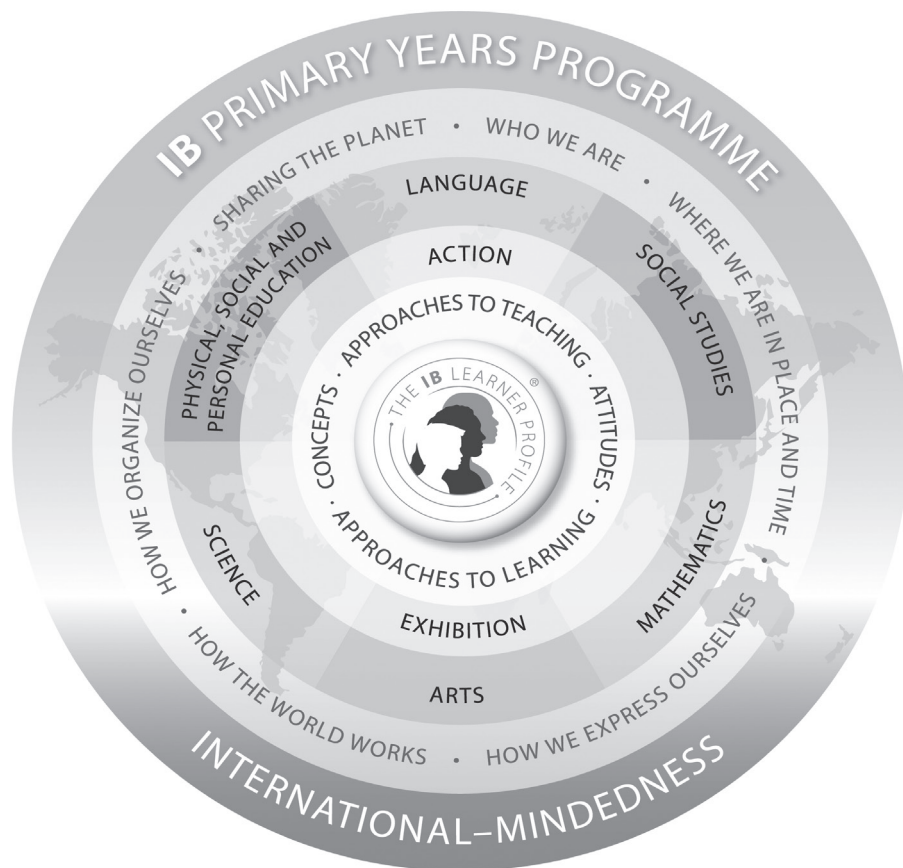 IB PRIMARY YEARS PROGRAMME
SHARING THE PLANET • WHO WE ARE • WHERE WE ARE IN PLACE AND TIME • HOW WE EXPRESS OURSELVES • HOW THE WORLD WORKS • HOW WE ORGANIZE OURSELVES •
LANGUAGE
SOCIAL STUDIES
MATHEMATICS
ARTS
SCIENCE
PHYSICAL, SOCIAL AND
PERSONAL EDUCATION
ACTION
EXHIBITION
APPROACHES TO TEACHING · ATTITUDES · APPROACHES TO LEARNING · CONCEPTS ·
• THE IB LEARNER PROFILE • ®
INTERNATIONAL–MINDEDNESS